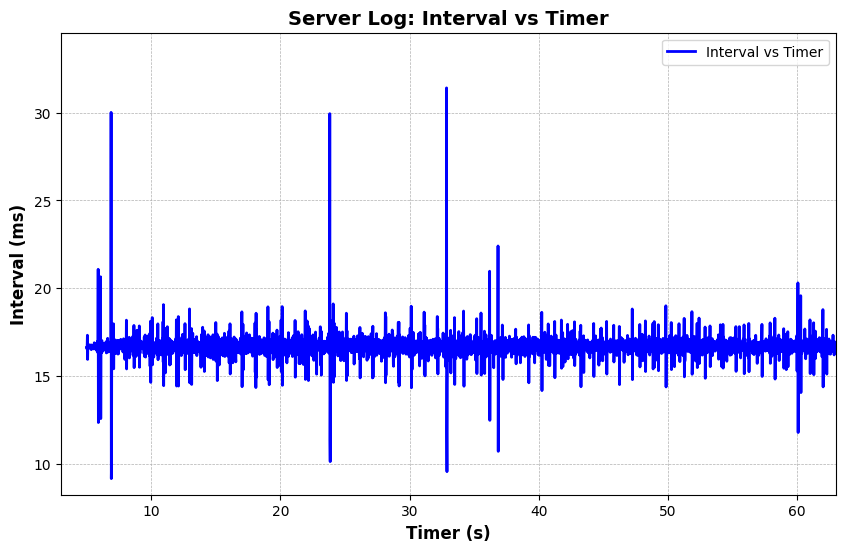 Server Log: Interval vs Timer
Interval vs Timer
30
25
20
15
10
Interval (ms)
10 20 30 40 50 60
Timer (s)